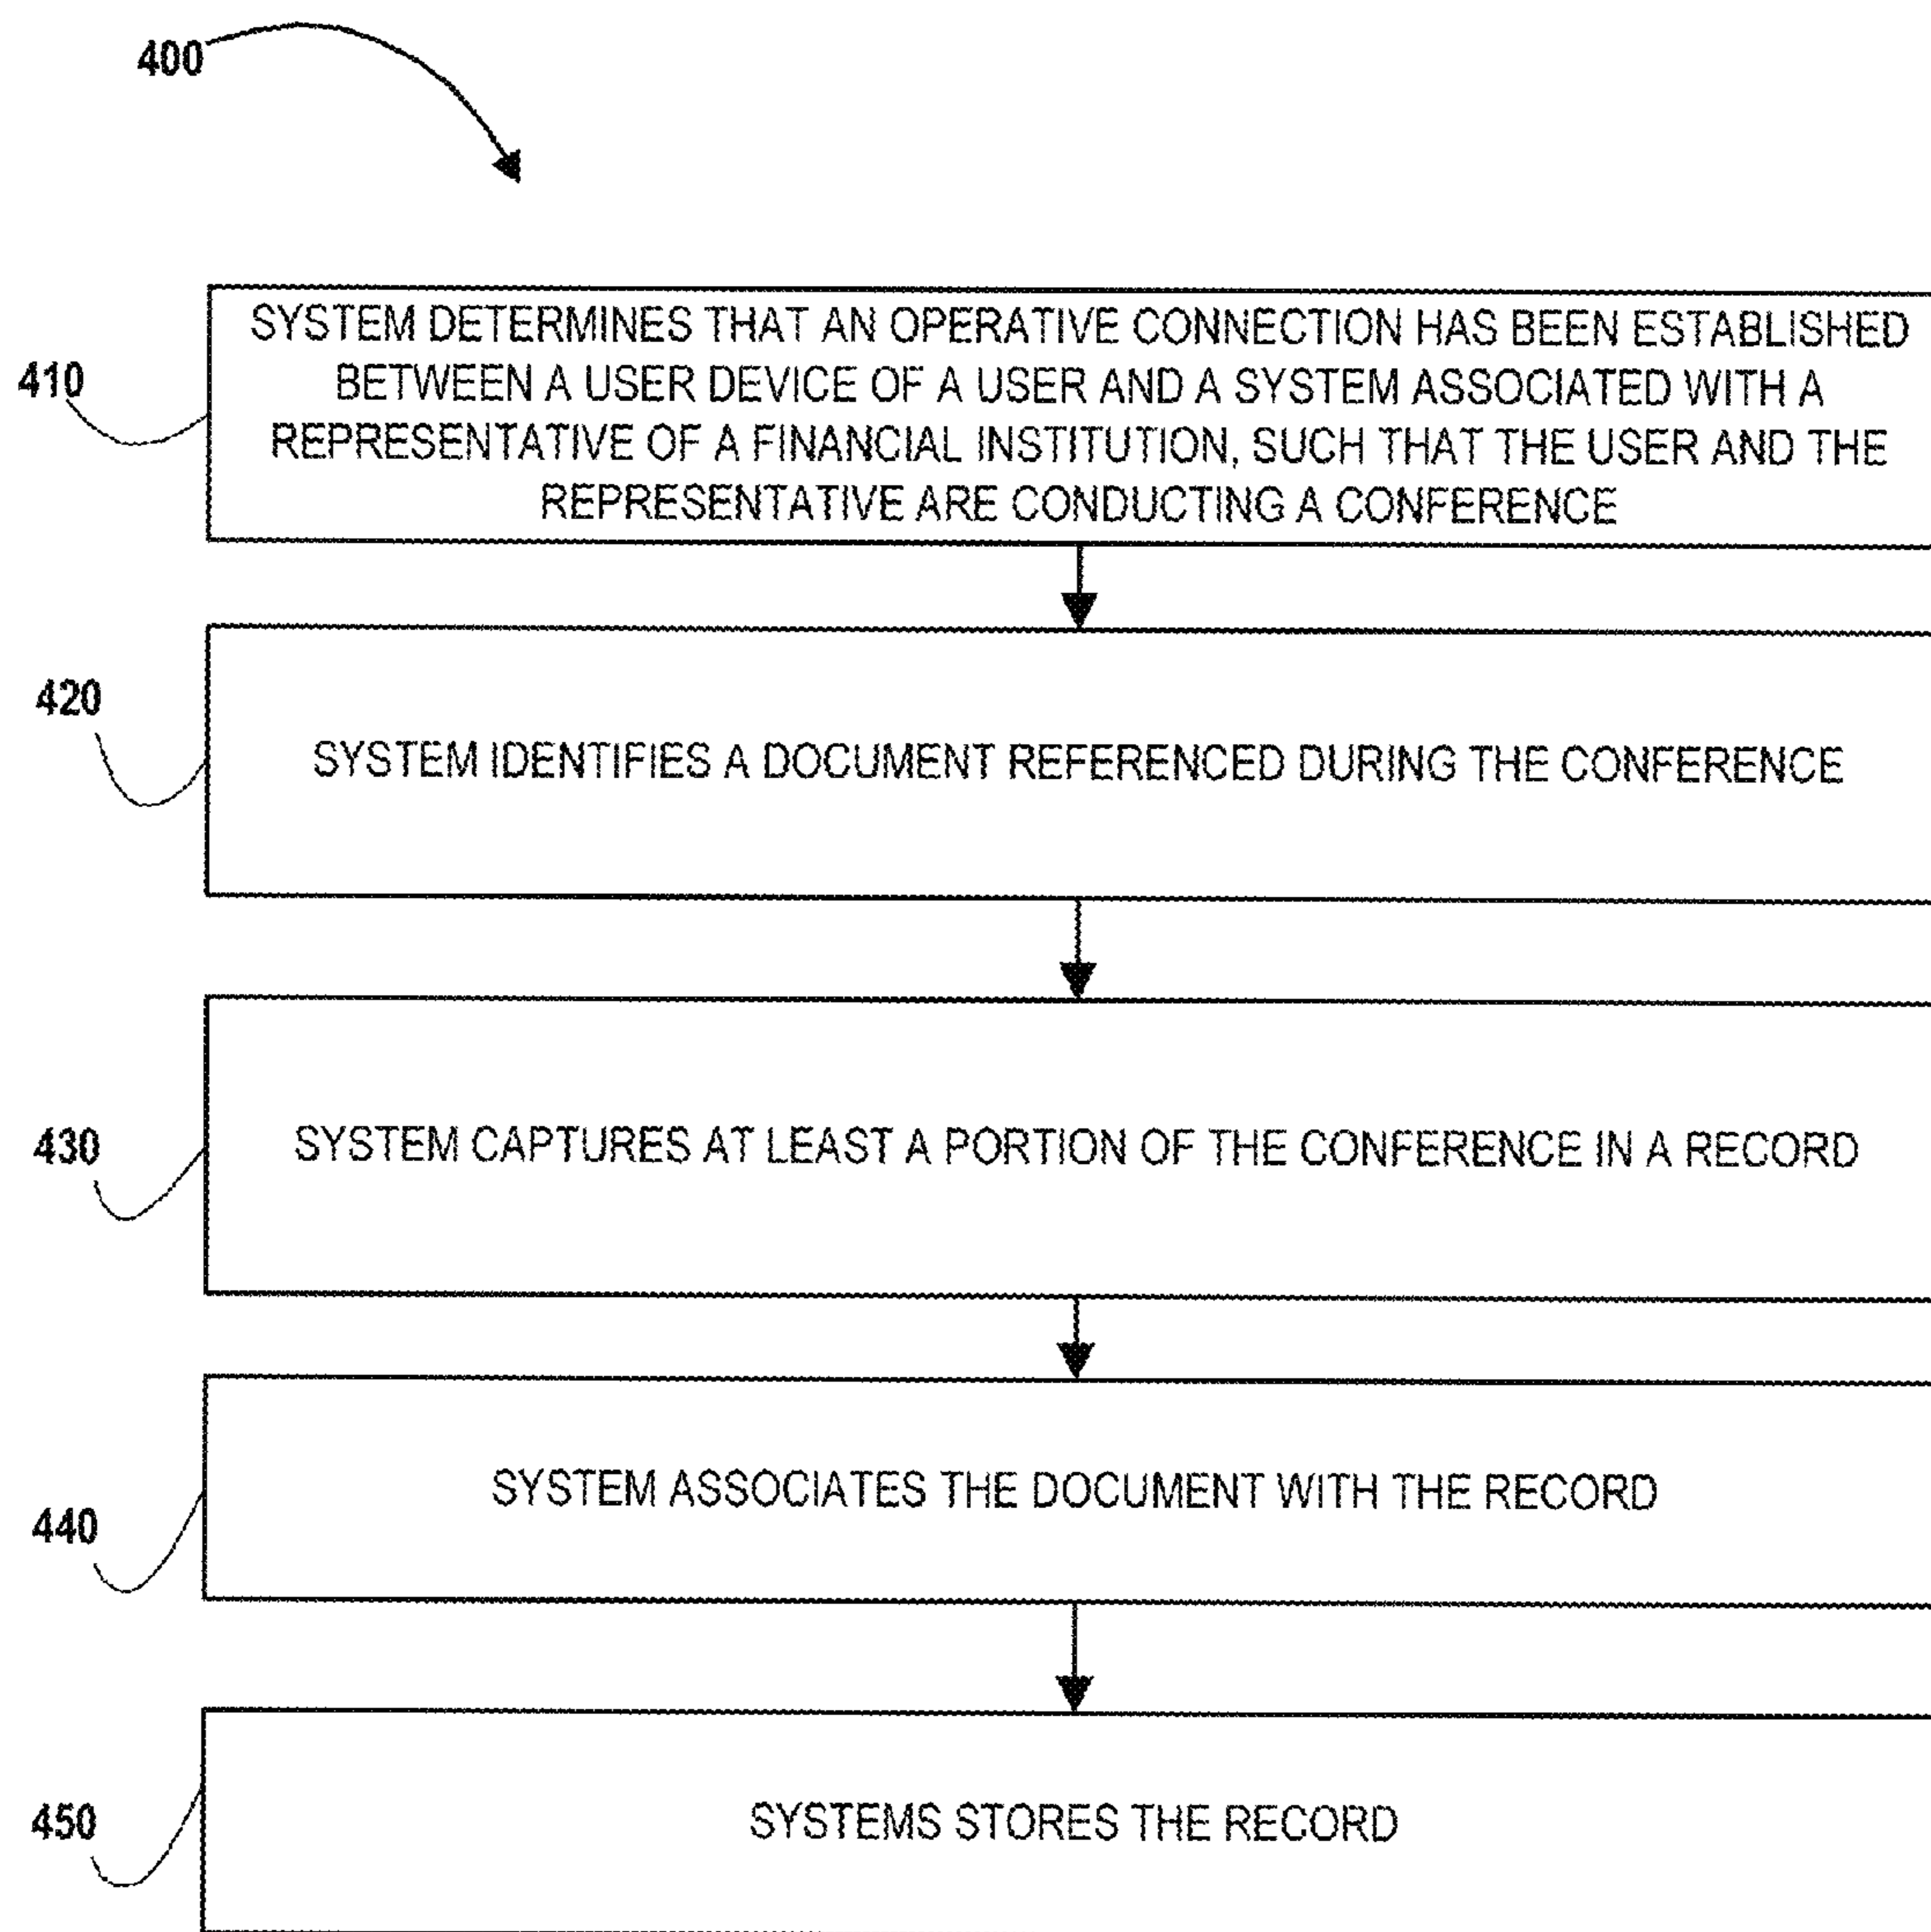 400
410
SYSTEM DETERMINES THAT AN OPERATIVE CONNECTION HAS BEEN ESTABLISHED
BETWEEN A USER DEVICE OF A USER AND A SYSTEM ASSOCIATED WITH A
REPRESENTATIVE OF A FINANCIAL INSTITUTION, SUCH THAT THE USER AND THE
REPRESENTATIVE ARE CONDUCTING A CONFERENCE
420
SYSTEM IDENTIFIES A DOCUMENT REFERENCED DURING THE CONFERENCE
430
SYSTEM CAPTURES AT LEAST A PORTION OF THE CONFERENCE IN A RECORD
440
SYSTEM ASSOCIATES THE DOCUMENT WITH THE RECORD
450
SYSTEMS STORES THE RECORD